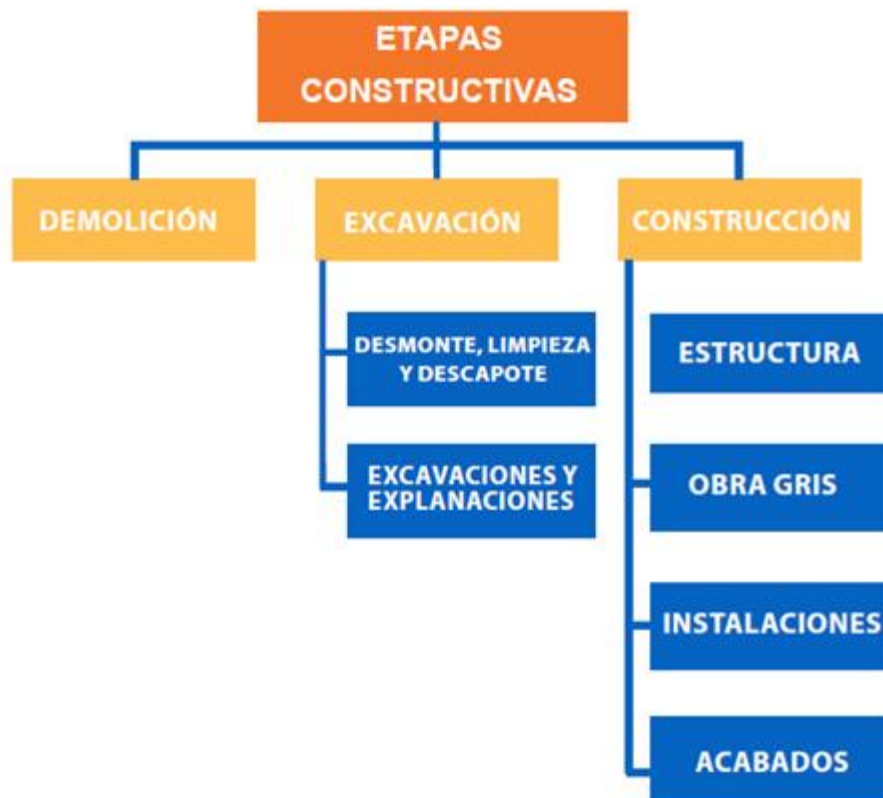 ETAPAS
CONSTRUCTIVAS
DEMOLICIÓN
EXCAVACIÓN
CONSTRUCCIÓN
DESMONTE, LIMPIEZA
Y DESCAPOTE
EXCAVACIONES Y
EXPLANACIONES
ESTRUCTURA
OBRA GRIS
INSTALACIONES
ACABADOS